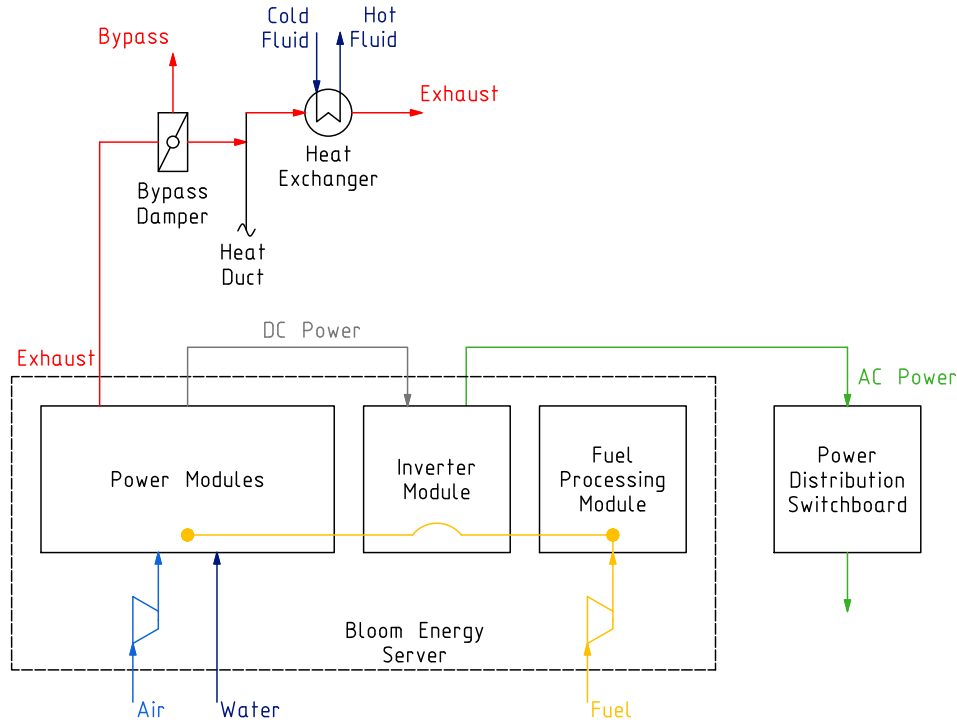 Cold
Fluid
Hot
Fluid
Bypass
Exhaust
Heat
Exchanger
Bypass
Damper
Heat
Duct
DC Power
Exhaust
AC Power
Power Modules
Inverter
Module
Fuel
Processing
Module
Power
Distribution
Switchboard
Bloom Energy
Server
Air
Water
Fuel